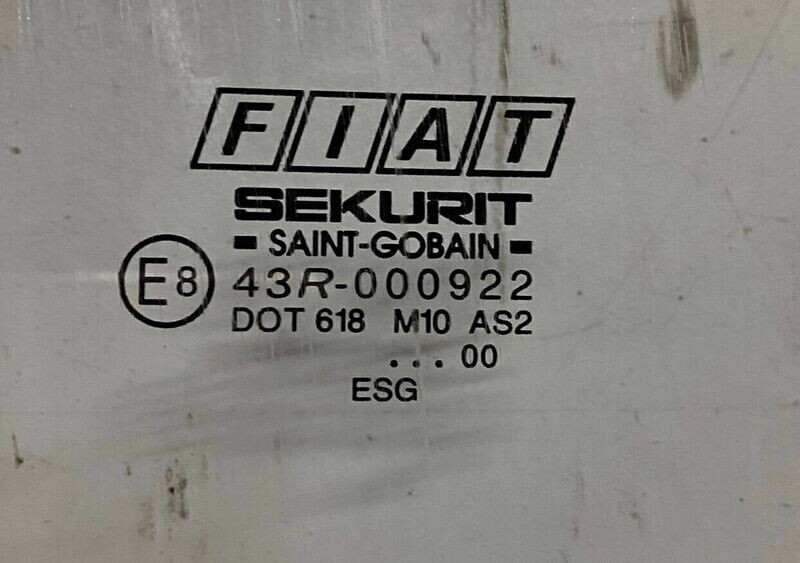 FIAT
SEKURIT
SAINT-GOBAIN
E8 43R-000922
DOT 618 M10 AS2
...00
ESG